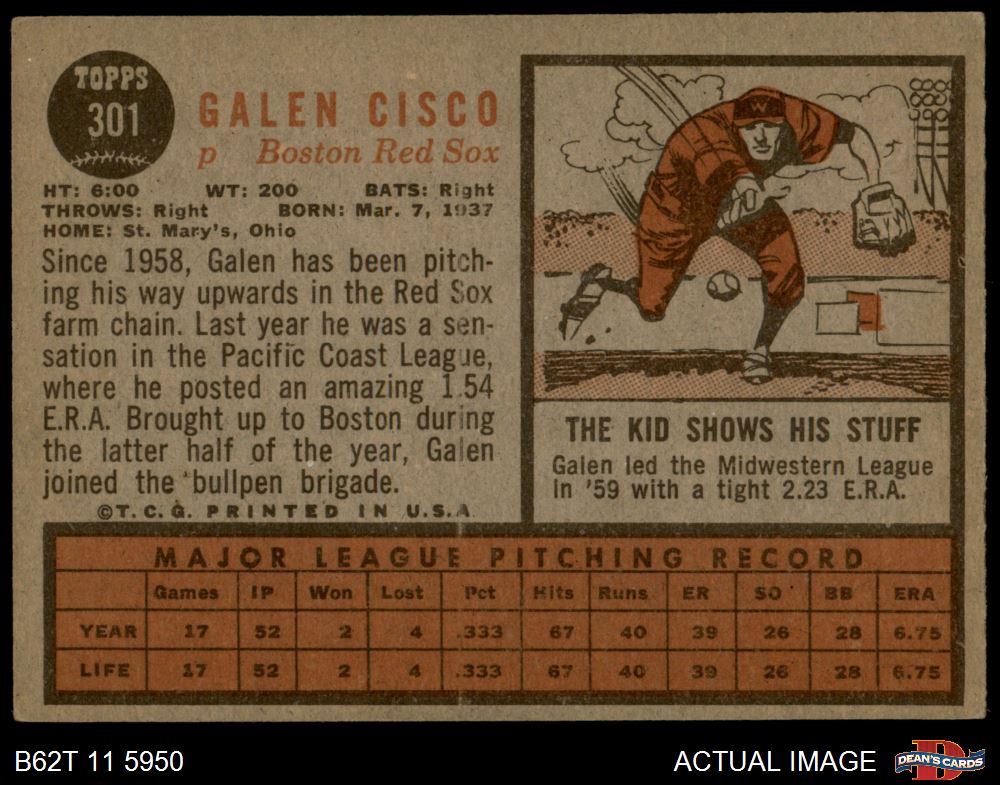 TOPPS
301
GALEN CISCO
p Boston Red Sox
HT: 6:00 WT: 200 BATS: Right
THROWS: Right BORN: Mar. 7, 1937
HOME: St. Mary's, Ohio
Since 1958, Galen has been pitch-
ing his way upwards in the Red Sox
farm chain. Last year he was a sen-
sation in the Pacific Coast League,
where he posted an amazing 1.54
E.R.A. Brought up to Boston during
the latter half of the year, Galen
joined the bullpen brigade.
©T.C.G. PRINTED IN U.S.A.
W
THE KID SHOWS HIS STUFF
Galen led the Midwestern League
in '59 with a tight 2.23 E.R.A.
MAJOR LEAGUE PITCHING RECORD
Games IP Won Lost Pct Hits Runs ER SO BB ERA
YEAR 17 52 2 4 .333 67 40 39 26 28 6.75
LIFE 17 52 2 4 .333 67 40 39 26 28 6.75
B62T 11 5950 ACTUAL IMAGE DEAN'S CARDS